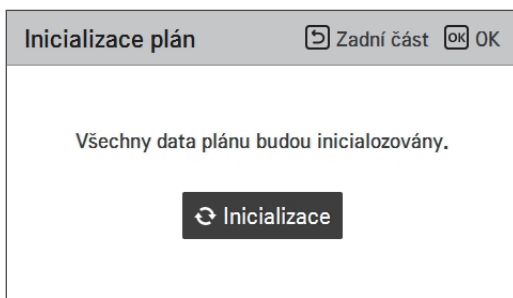 Inicializace plán Zadní část OK OK
Všechny data plánu budou inicialozovány.
Inicializace